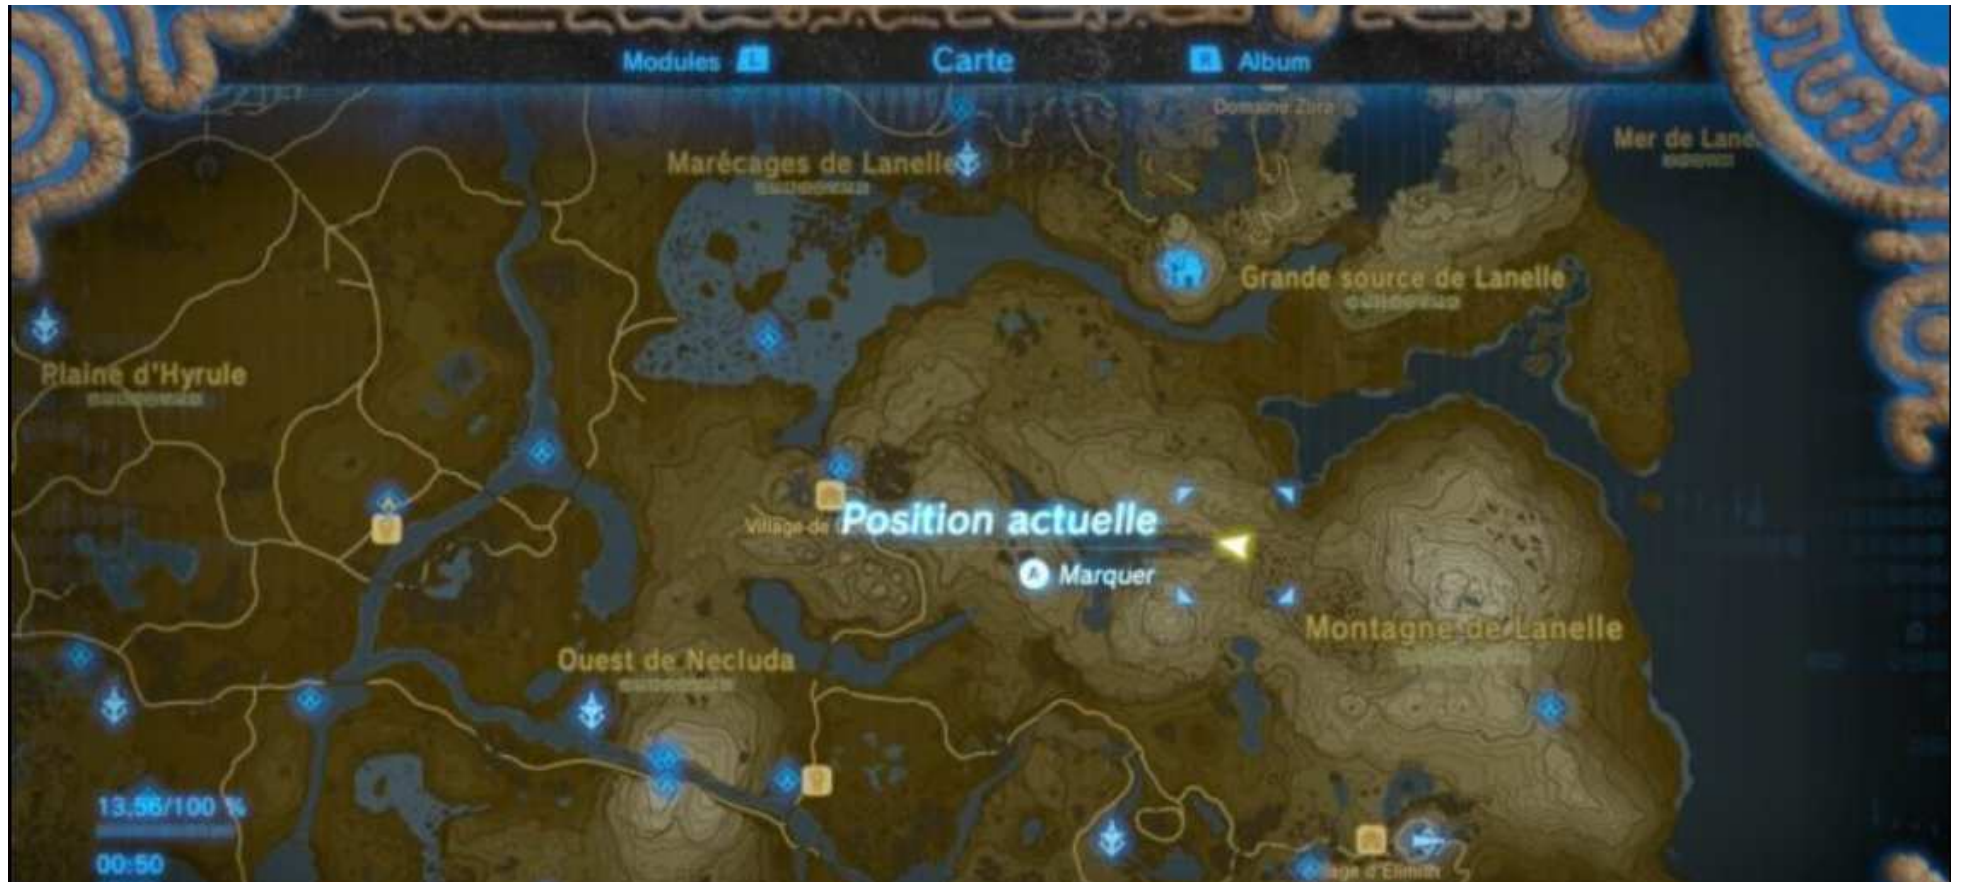 Modules L
Carte
R Album
Domaine Zora
Mer de
Marécages de Lanelle
Grande source de Lanelle
Plaine d'Hyrule
Village de
Position actuelle
A Marquer
Montagne de Lanelle
Ouest de Necluda
13.56/100 %
00:50
d'Elimith